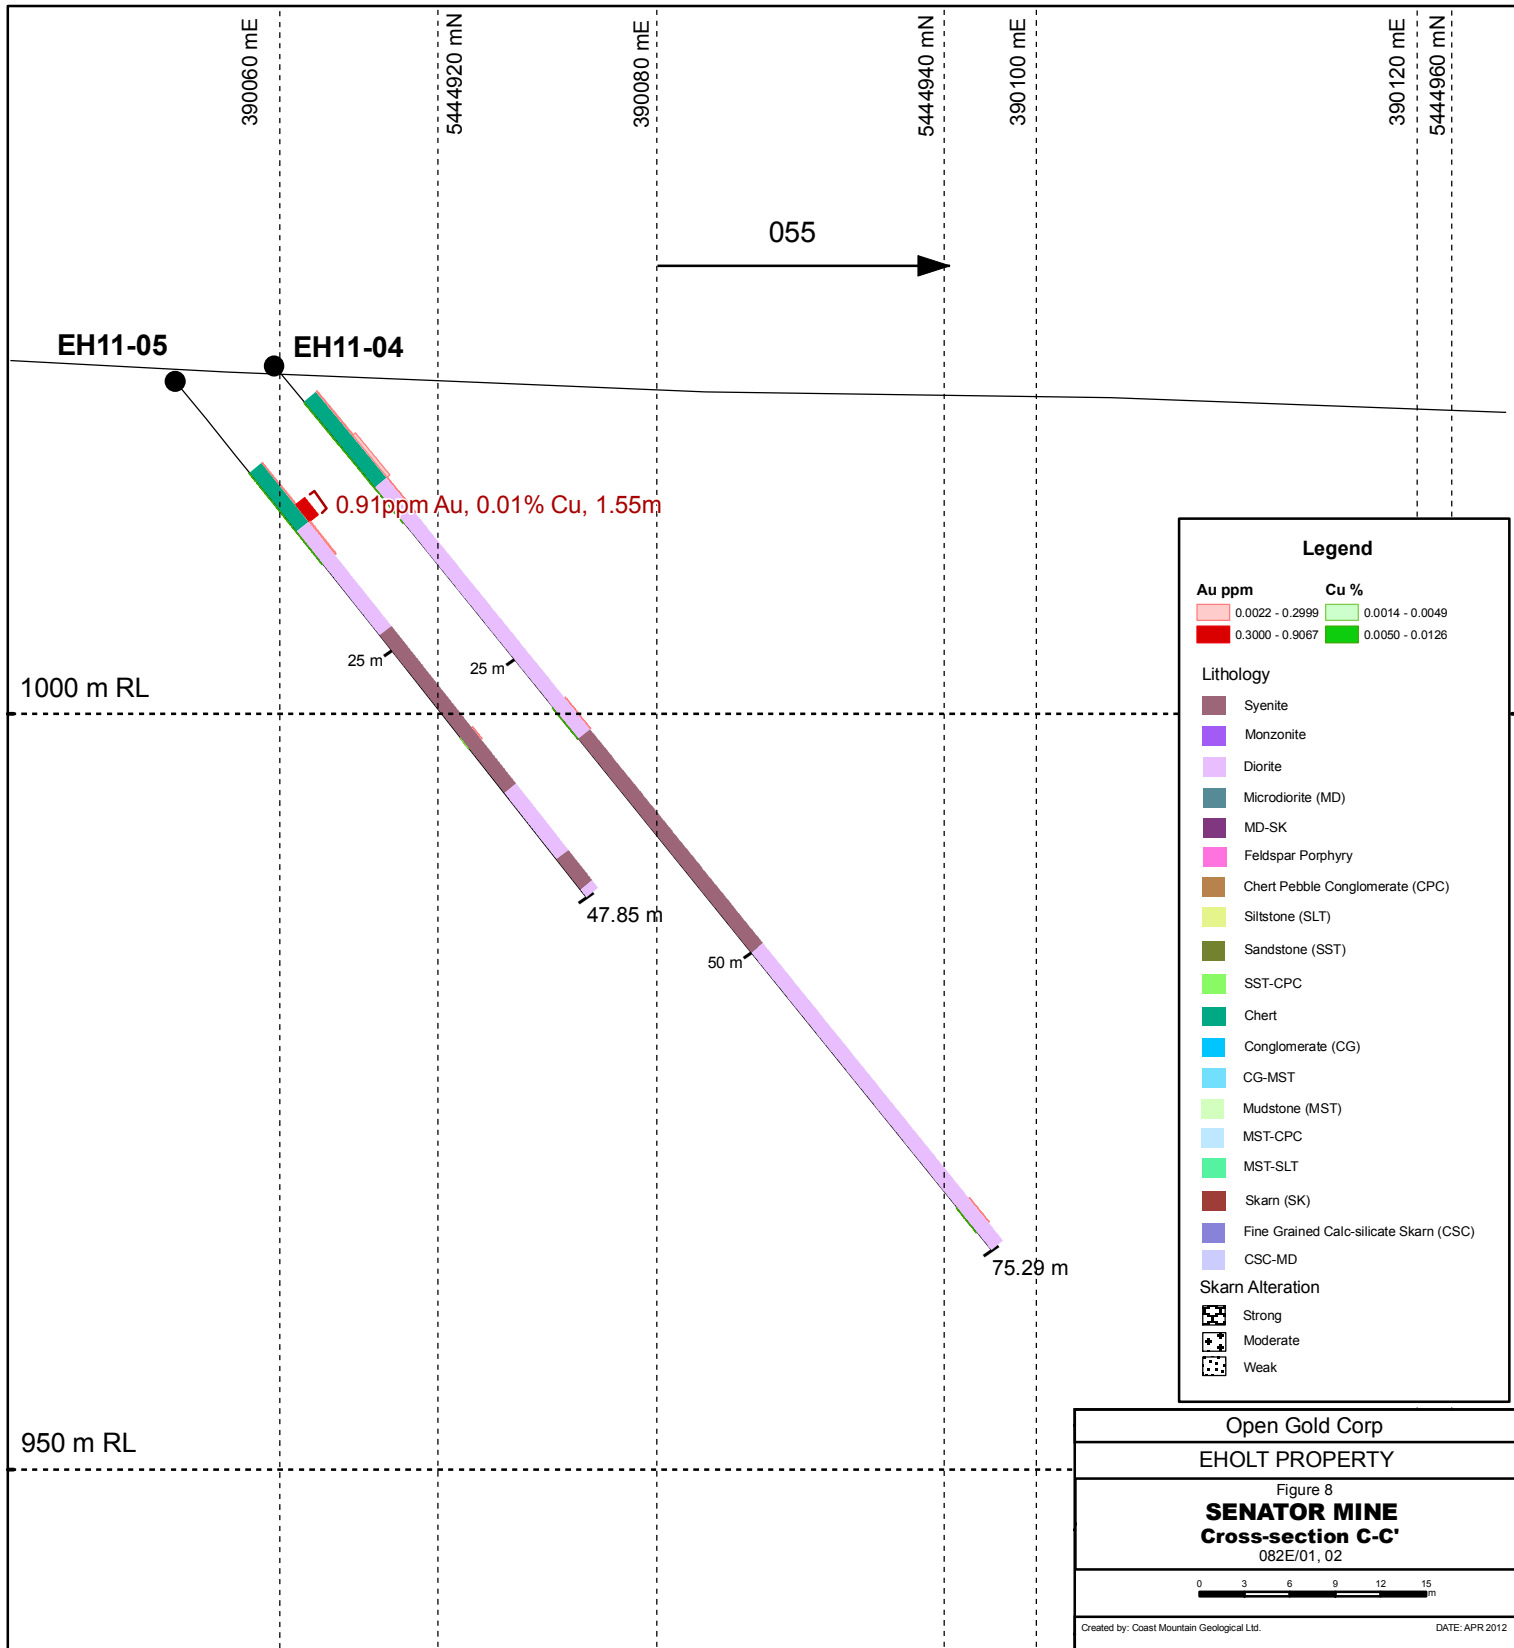 390060 mE
5444920 mN
390080 mE
5444940 mN
390100 mE
390120 mE
5444960 mN
055
EH11-05
EH11-04
0.91ppm Au, 0.01% Cu, 1.55m
25 m
25 m
1000 m RL
47.85 m
50 m
75.29 m
950 m RL
Legend
Au ppm Cu %
0.0022 - 0.2999 0.0014 - 0.0049
0.3000 - 0.9067 0.0050 - 0.0126
Lithology
Syenite
Monzonite
Diorite
Microdiorite (MD)
MD-SK
Feldspar Porphyry
Chert Pebble Conglomerate (CPC)
Siltstone (SLT)
Sandstone (SST)
SST-CPC
Chert
Conglomerate (CG)
CG-MST
Mudstone (MST)
MST-CPC
MST-SLT
Skarn (SK)
Fine Grained Calc-silicate Skarn (CSC)
CSC-MD
Skarn Alteration
Strong
Moderate
Weak
Open Gold Corp
EHOLT PROPERTY
Figure 8
SENATOR MINE
Cross-section C-C'
082E/01, 02
0 3 6 9 12 15
m
Created by: Coast Mountain Geological Ltd. DATE: APR 2012